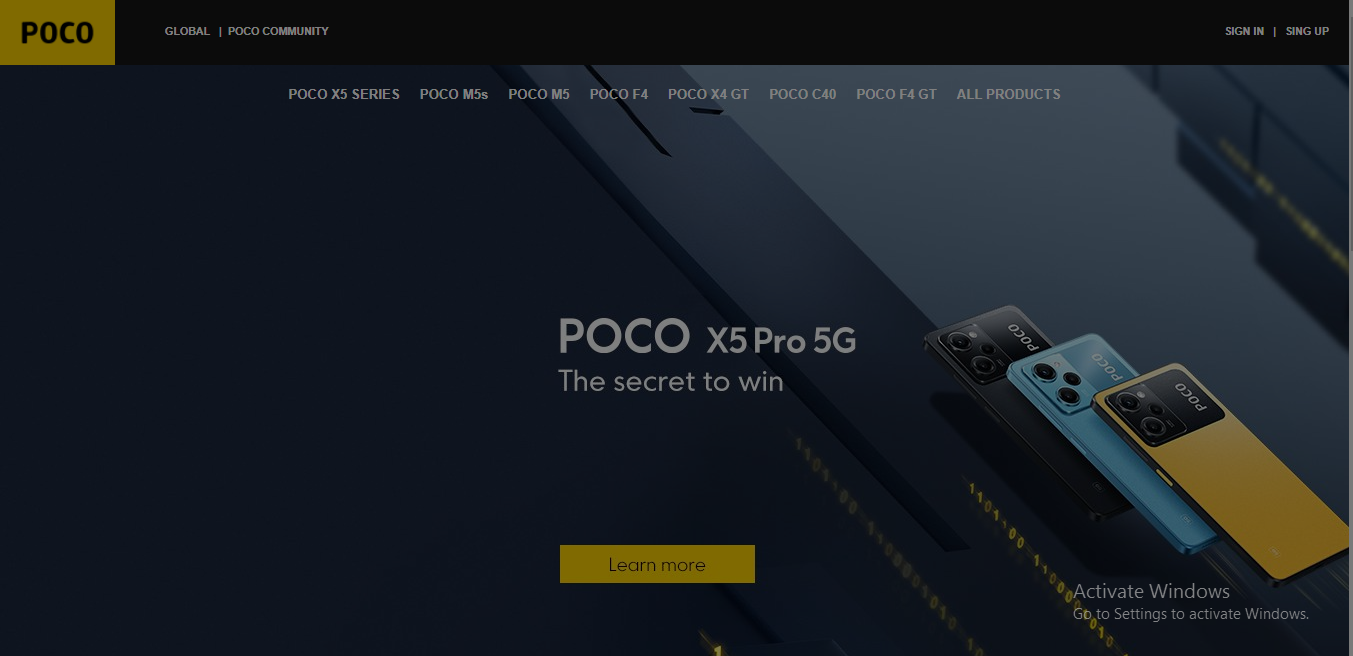 POCO
GLOBAL | POCO COMMUNITY
SIGN IN | SING UP
POCO X5 SERIES POCO M5s POCO M5 POCO F4 POCO X4 GT POCO C40 POCO F4 GT ALL PRODUCTS
POCO X5 Pro 5G
The secret to win
POCO
POCO
POCO
Learn more
Activate Windows
Go to Settings to activate Windows.